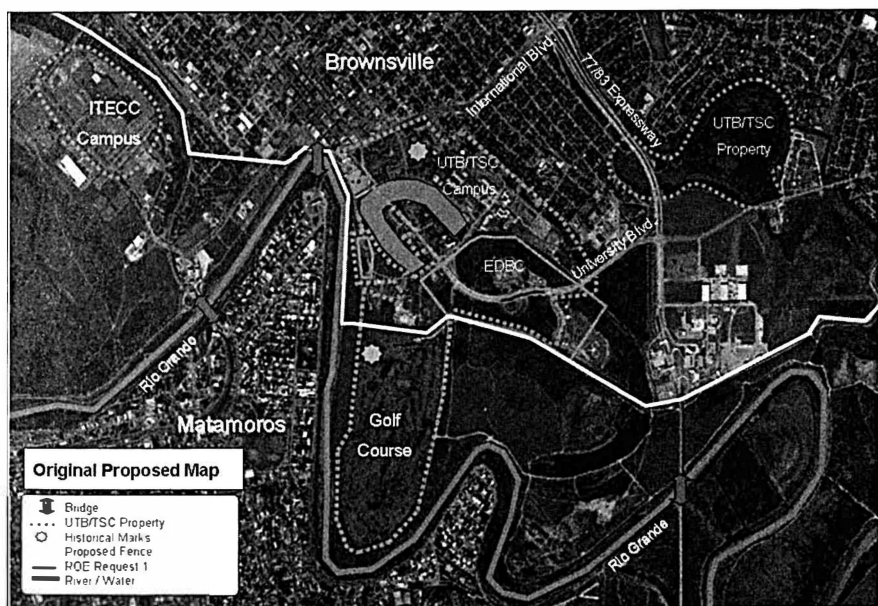 Brownsville
International Blvd.
77/83 Expressway
ITECC
Campus
UTB/TSC
Campus
UTB/TSC
Property
EDBC
University Blvd.
Rio Grande
Matamoros
Golf
Course
Rio Grande
Original Proposed Map
Bridge
UTB/TSC Property
Historical Marks
Proposed Fence
ROE Request 1
River / Water